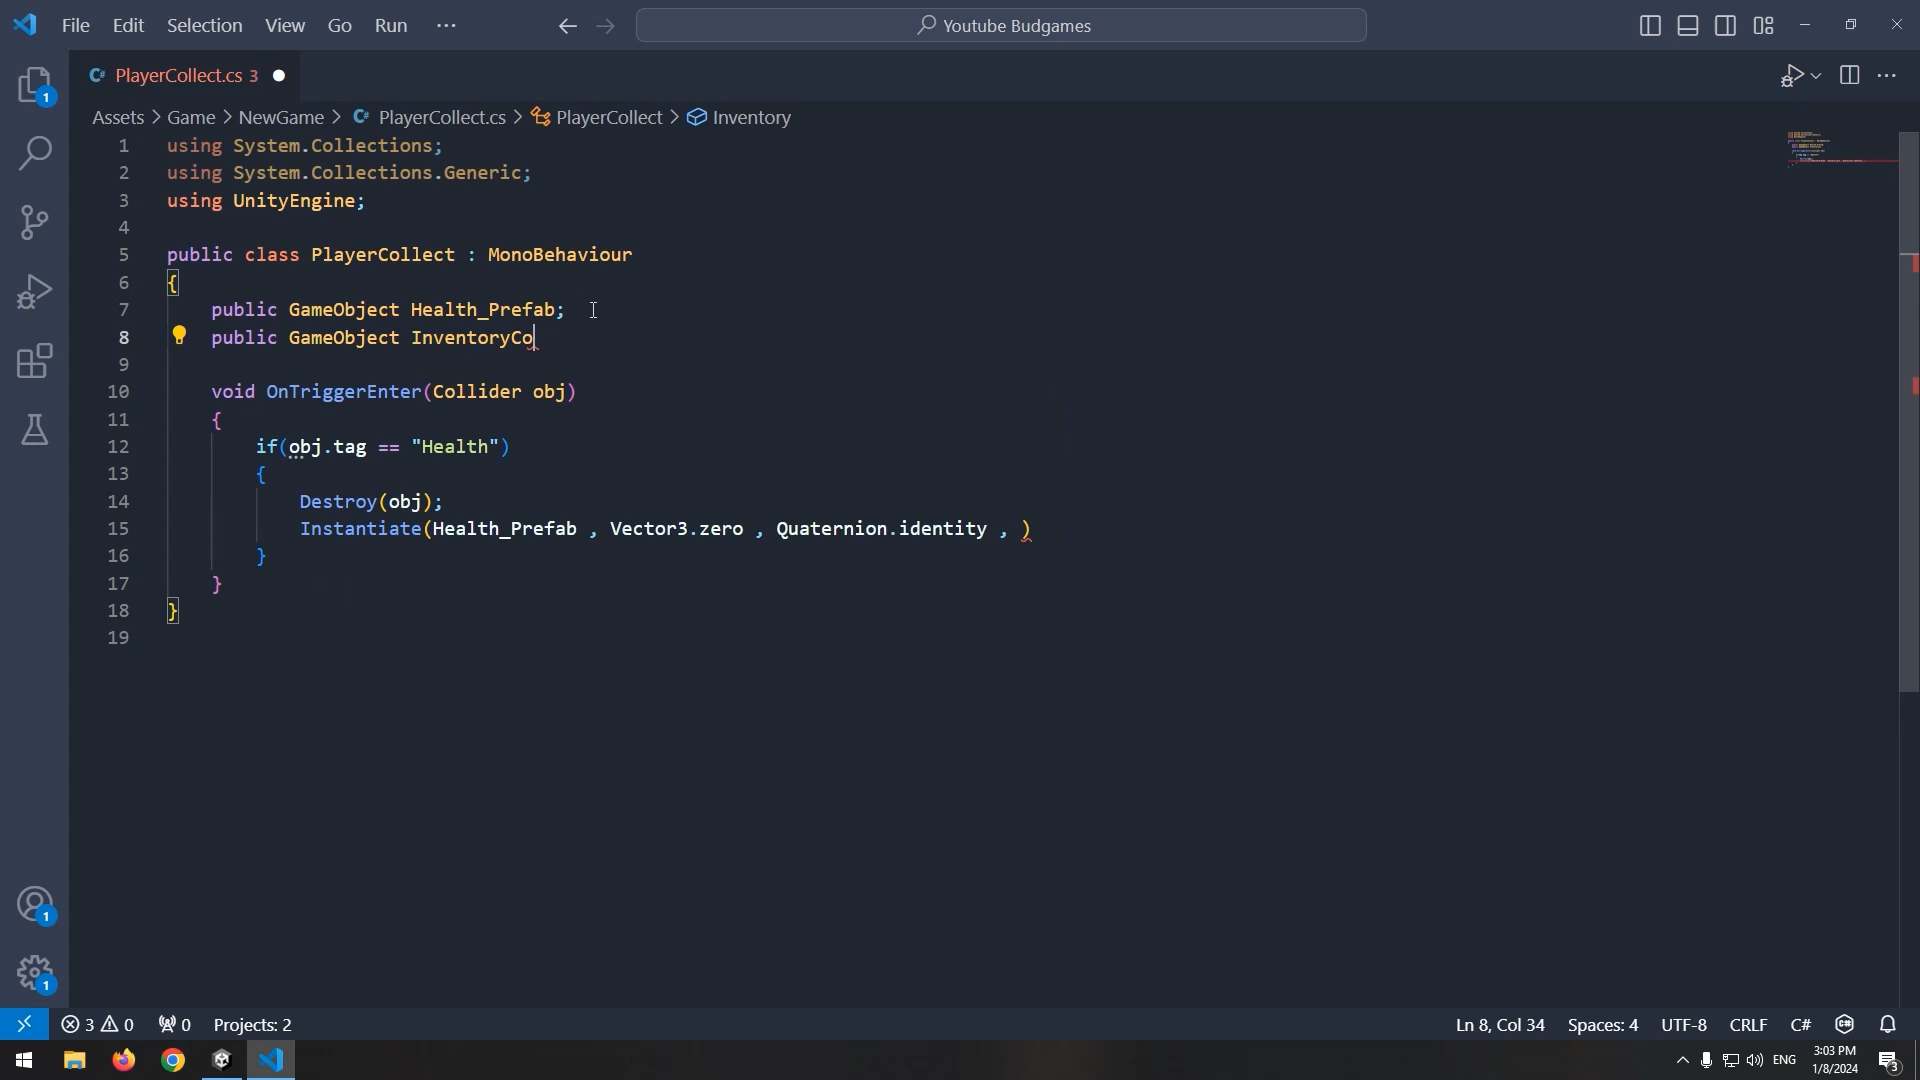 File Edit Selection View Go Run ···
Youtube Budgames
C# PlayerCollect.cs 3
Assets > Game > NewGame > C# PlayerCollect.cs > PlayerCollect > Inventory
1 using System.Collections;
2 using System.Collections.Generic;
3 using UnityEngine;
4
5 public class PlayerCollect : MonoBehaviour
6 {
7 public GameObject Health_Prefab;
8 public GameObject InventoryCo
9
10 void OnTriggerEnter(Collider obj)
11 {
12 if(obj.tag == "Health")
13 {
14 Destroy(obj);
15 Instantiate(Health_Prefab , Vector3.zero , Quaternion.identity , )
16 }
17 }
18 }
19
1
1
1
3 0 0 Projects: 2
Ln 8, Col 34 Spaces: 4 UTF-8 CRLF C#
ENG
3:03 PM
1/8/2024
3